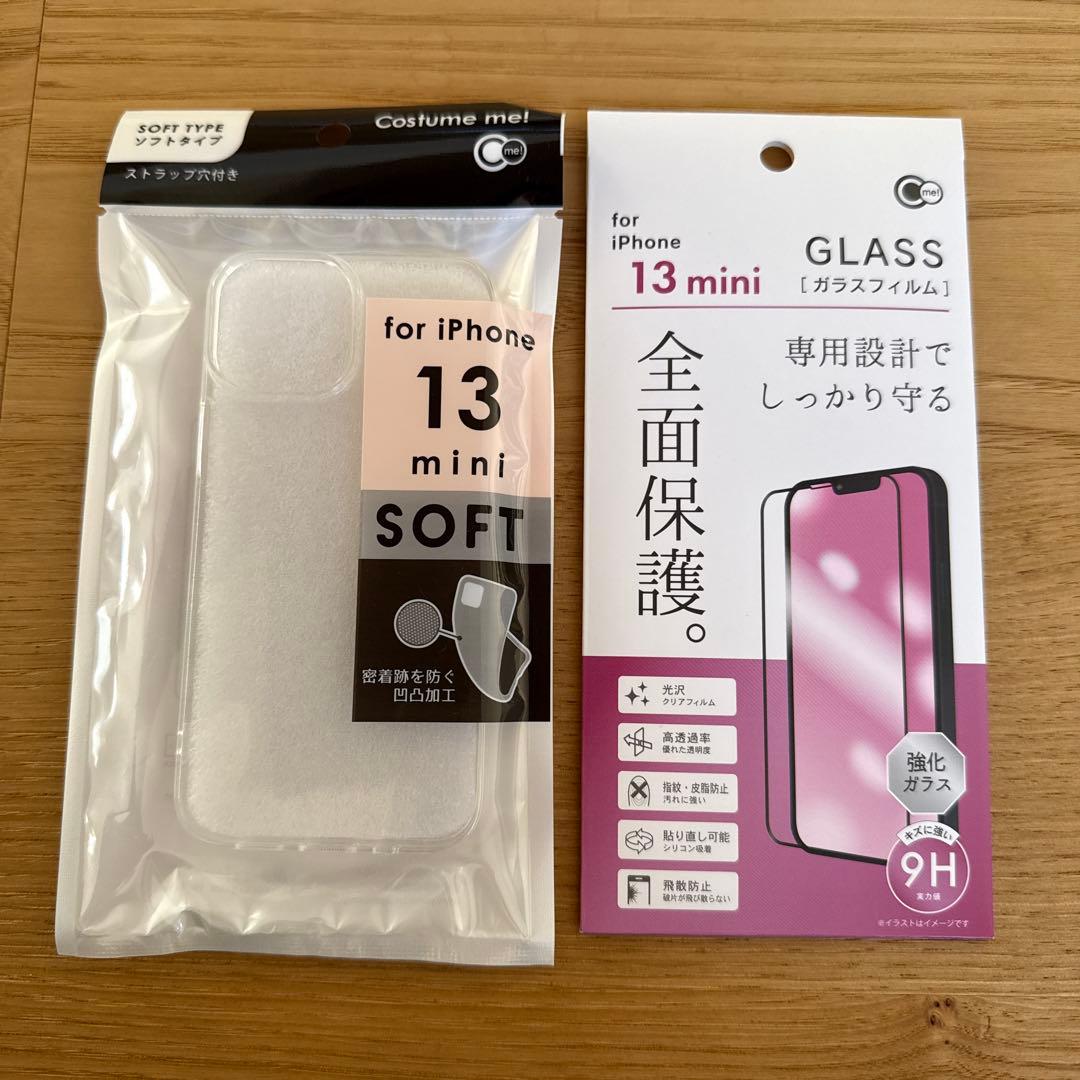 SOFT TYPE
ソフトタイプ
ストラップ穴付き
Costume me!
C me!
for iPhone
13
mini
SOFT
密着跡を防ぐ
凹凸加工
C me!
for
iPhone
13 mini
GLASS
[ガラスフィルム]
全面保護。
専用設計で
しっかり守る
光沢
クリアフィルム
高透過率
優れた透明度
指紋・皮脂防止
汚れに強い
貼り直し可能
シリコン吸着
飛散防止
破片が飛び散らない
強化
ガラス
キズに強い
9H
実力値
※イラストはイメージです